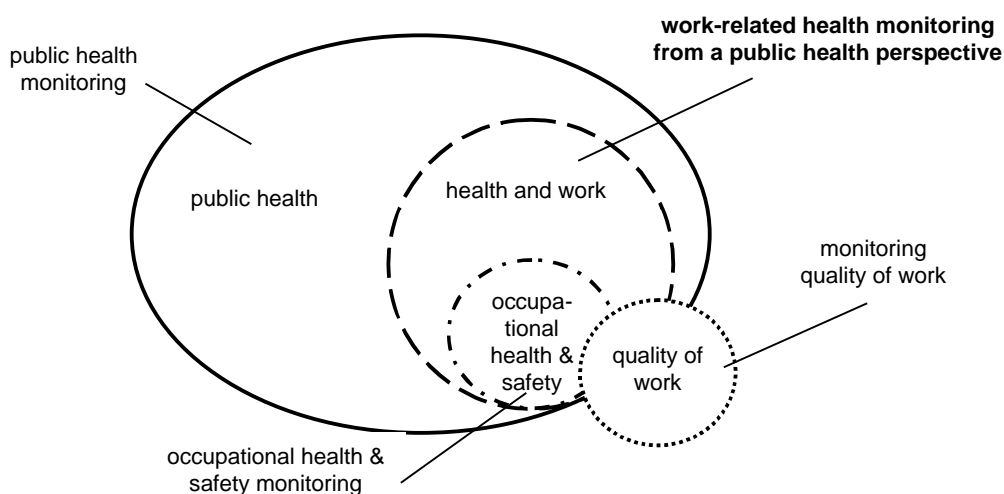 work-related health monitoring
from a public health perspective
public health
monitoring
health and work
public health
monitoring
quality of work
occupa-
tional
health &
safety
quality of
work
occupational health &
safety monitoring